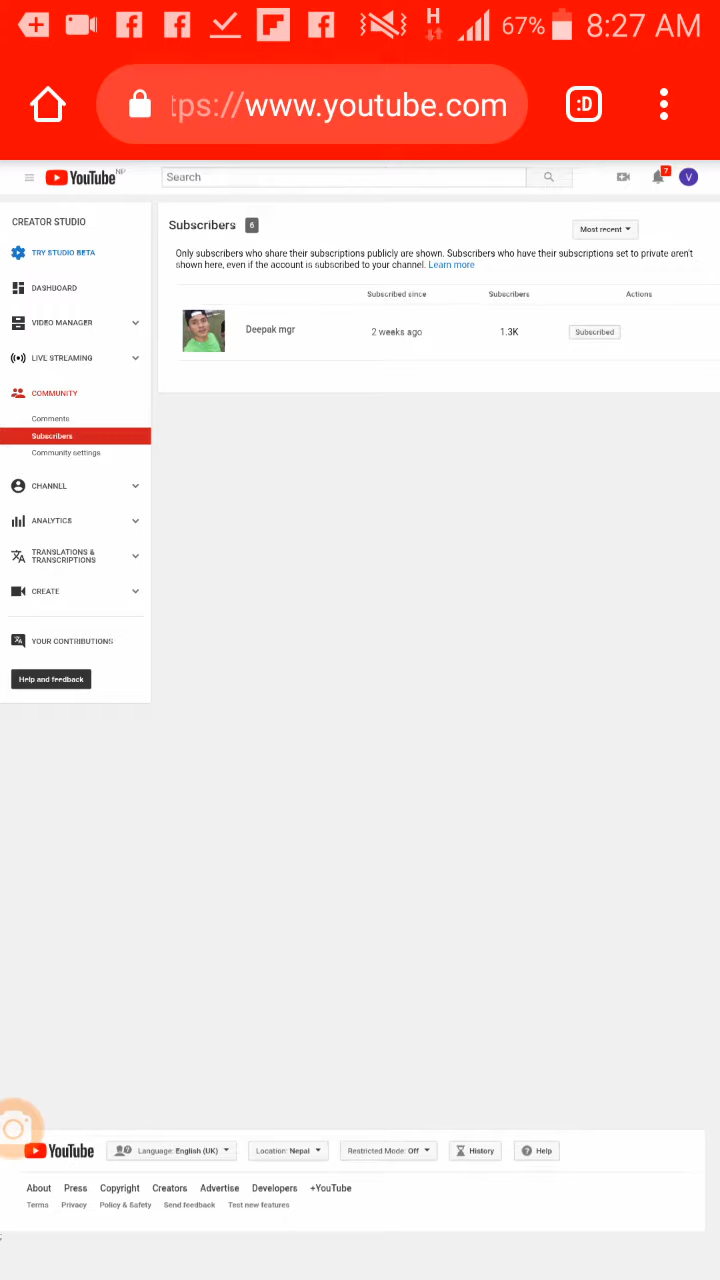 H 67% 8:27 AM
tps://www.youtube.com :D
YouTube NP Search 7 V
CREATOR STUDIO
TRY STUDIO BETA
DASHBOARD
VIDEO MANAGER
LIVE STREAMING
COMMUNITY
Comments
Subscribers
Community settings
CHANNEL
ANALYTICS
TRANSLATIONS &
TRANSCRIPTIONS
CREATE
YOUR CONTRIBUTIONS
Help and feedback
Subscribers 6
Most recent
Only subscribers who share their subscriptions publicly are shown. Subscribers who have their subscriptions set to private aren't
shown here, even if the account is subscribed to your channel. Learn more
Subscribed since Subscribers Actions
Deepak mgr 2 weeks ago 1.3K Subscribed
YouTube Language: English (UK) Location: Nepal Restricted Mode: Off History Help
About Press Copyright Creators Advertise Developers +YouTube
Terms Privacy Policy & Safety Send feedback Test new features
;